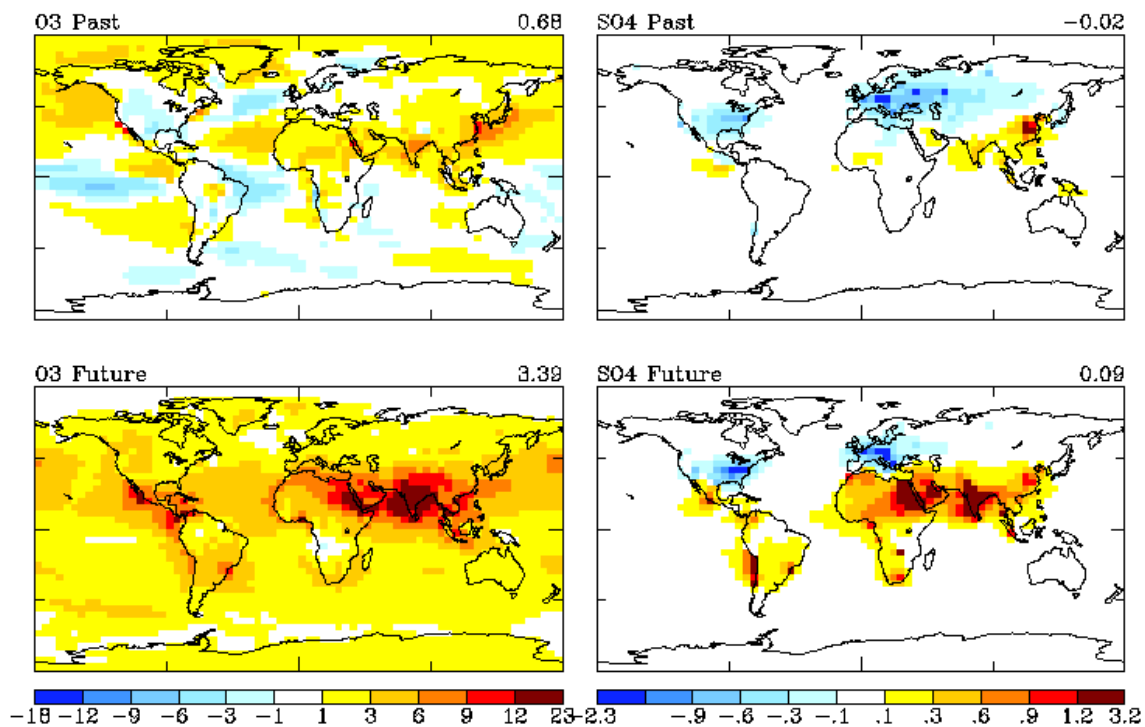 O3 Past 0.68
SO4 Past -0.02
O3 Future 3.39
SO4 Future 0.09
-18 -12 -9 -6 -3 -1 1 3 6 9 12 23
-2.3 -.9 -.6 -.3 -.1 .1 .3 .6 .9 1.2 3.2